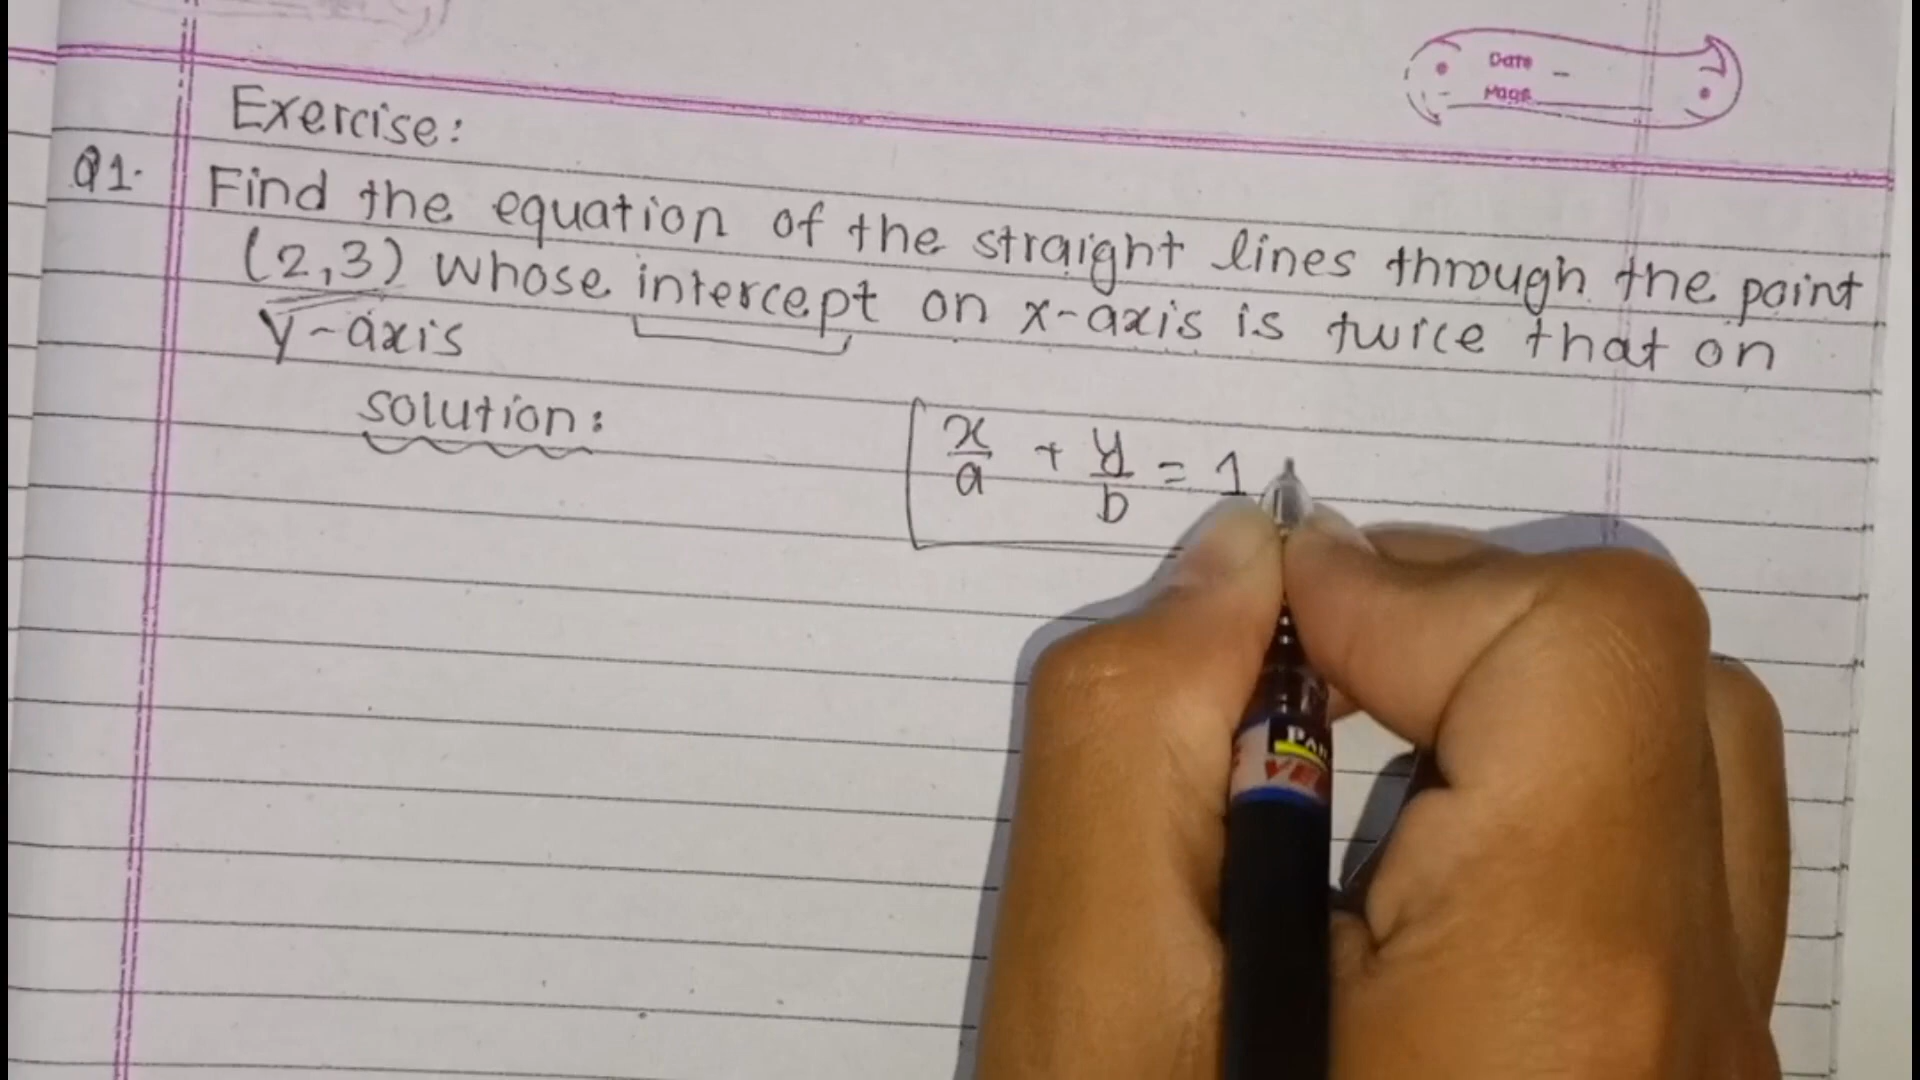 Date
Exercise:
Q1. Find the equation of the straight lines through the point
(2,3) whose intercept on x-axis is twice that on
y-axis
solution:
x/a + y/b = 1